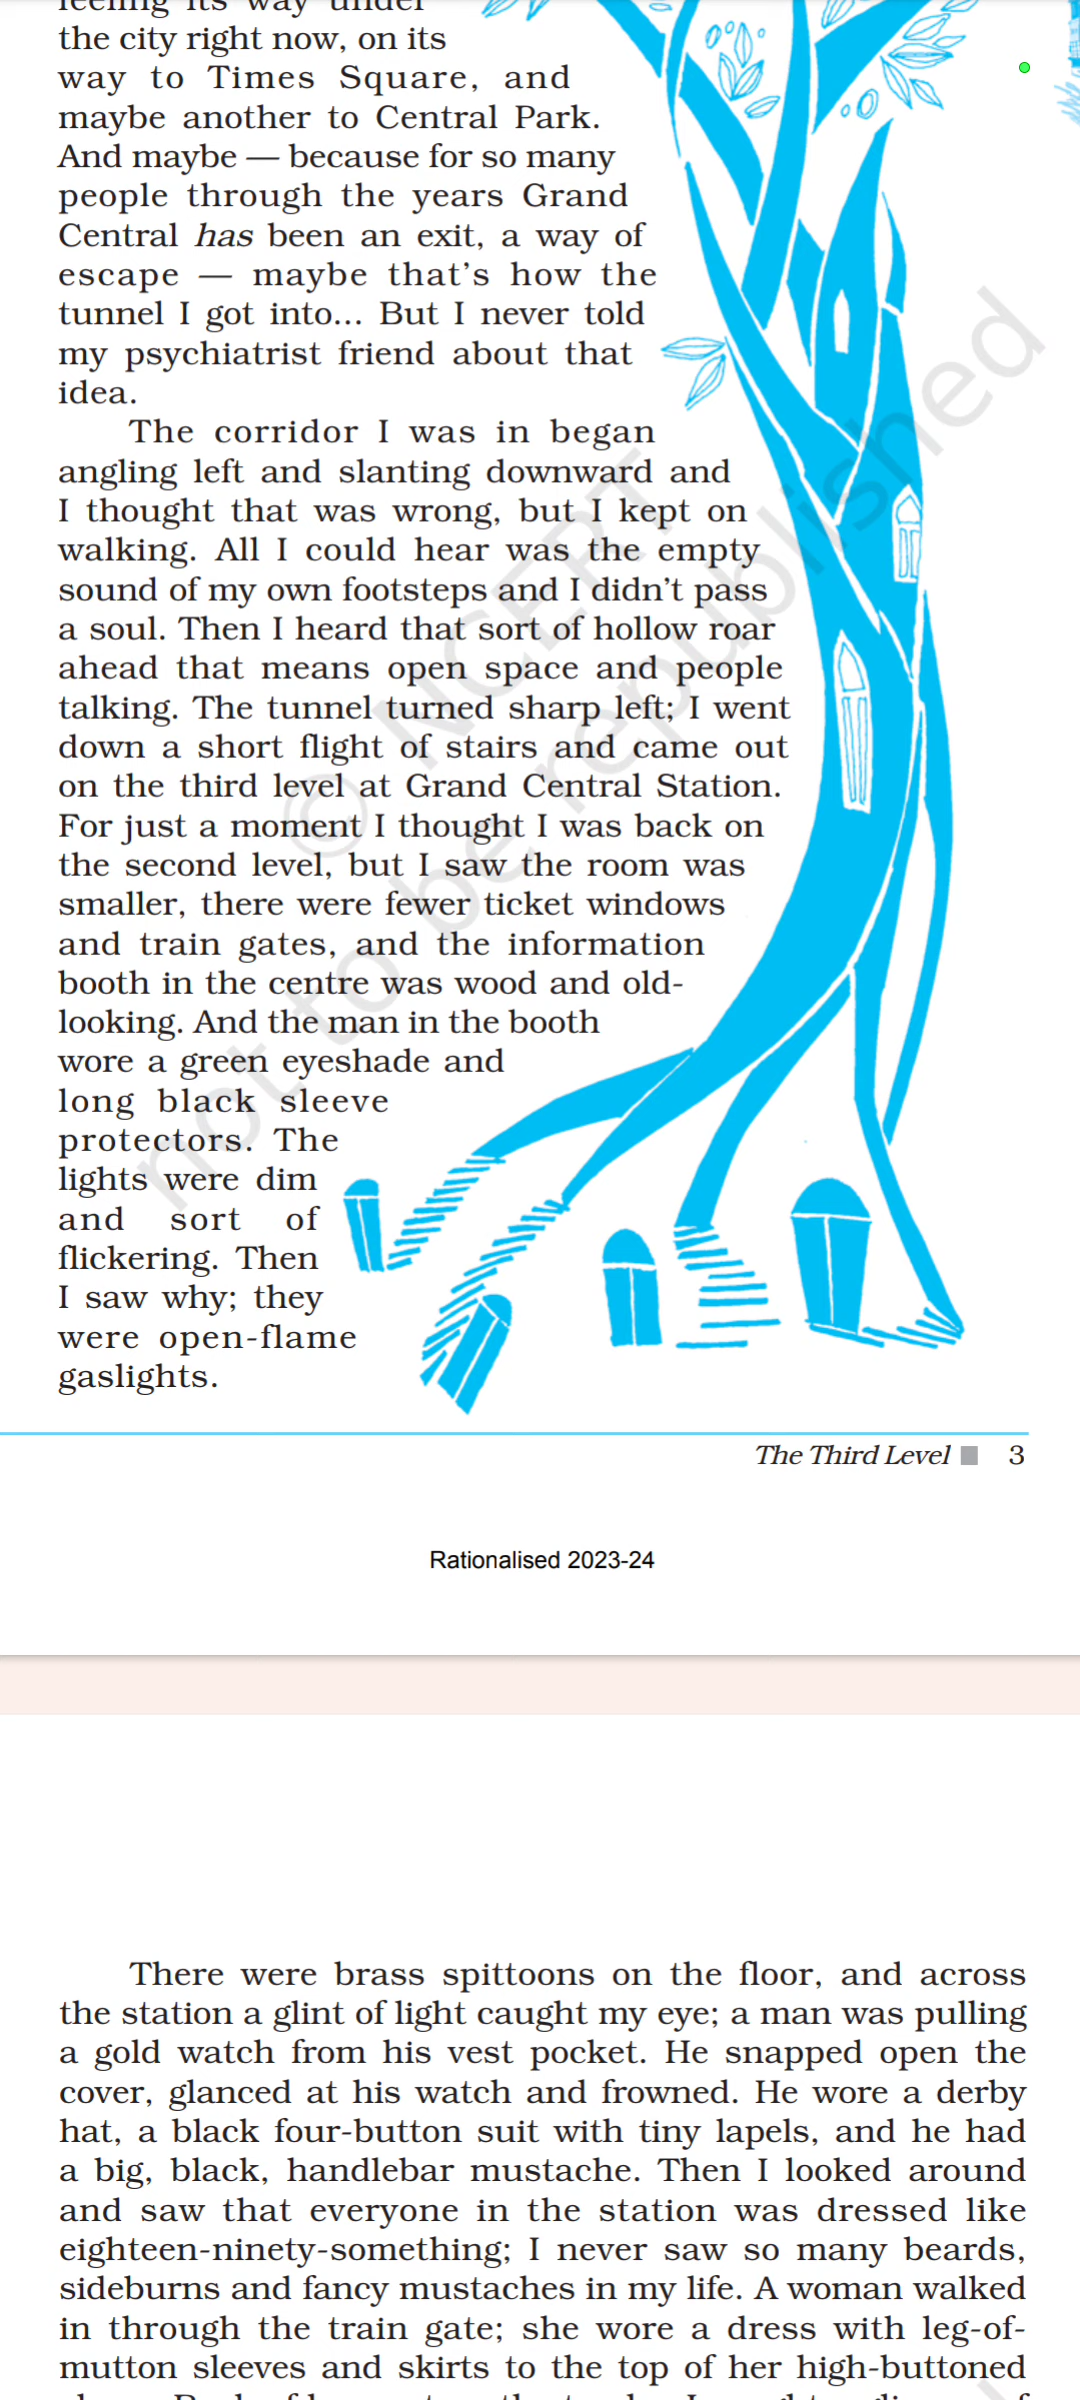 feeling its way under
the city right now, on its
way to Times Square, and
maybe another to Central Park.
And maybe — because for so many
people through the years Grand
Central has been an exit, a way of
escape — maybe that's how the
tunnel I got into... But I never told
my psychiatrist friend about that
idea.
The corridor I was in began
angling left and slanting downward and
I thought that was wrong, but I kept on
walking. All I could hear was the empty
sound of my own footsteps and I didn't pass
a soul. Then I heard that sort of hollow roar
ahead that means open space and people
talking. The tunnel turned sharp left; I went
down a short flight of stairs and came out
on the third level at Grand Central Station.
For just a moment I thought I was back on
the second level, but I saw the room was
smaller, there were fewer ticket windows
and train gates, and the information
booth in the centre was wood and old-
looking. And the man in the booth
wore a green eyeshade and
long black sleeve
protectors. The
lights were dim
and sort of
flickering. Then
I saw why; they
were open-flame
gaslights.
© NCERT
not to be republished
The Third Level 3
Rationalised 2023-24
There were brass spittoons on the floor, and across
the station a glint of light caught my eye; a man was pulling
a gold watch from his vest pocket. He snapped open the
cover, glanced at his watch and frowned. He wore a derby
hat, a black four-button suit with tiny lapels, and he had
a big, black, handlebar mustache. Then I looked around
and saw that everyone in the station was dressed like
eighteen-ninety-something; I never saw so many beards,
sideburns and fancy mustaches in my life. A woman walked
in through the train gate; she wore a dress with leg-of-
mutton sleeves and skirts to the top of her high-buttoned